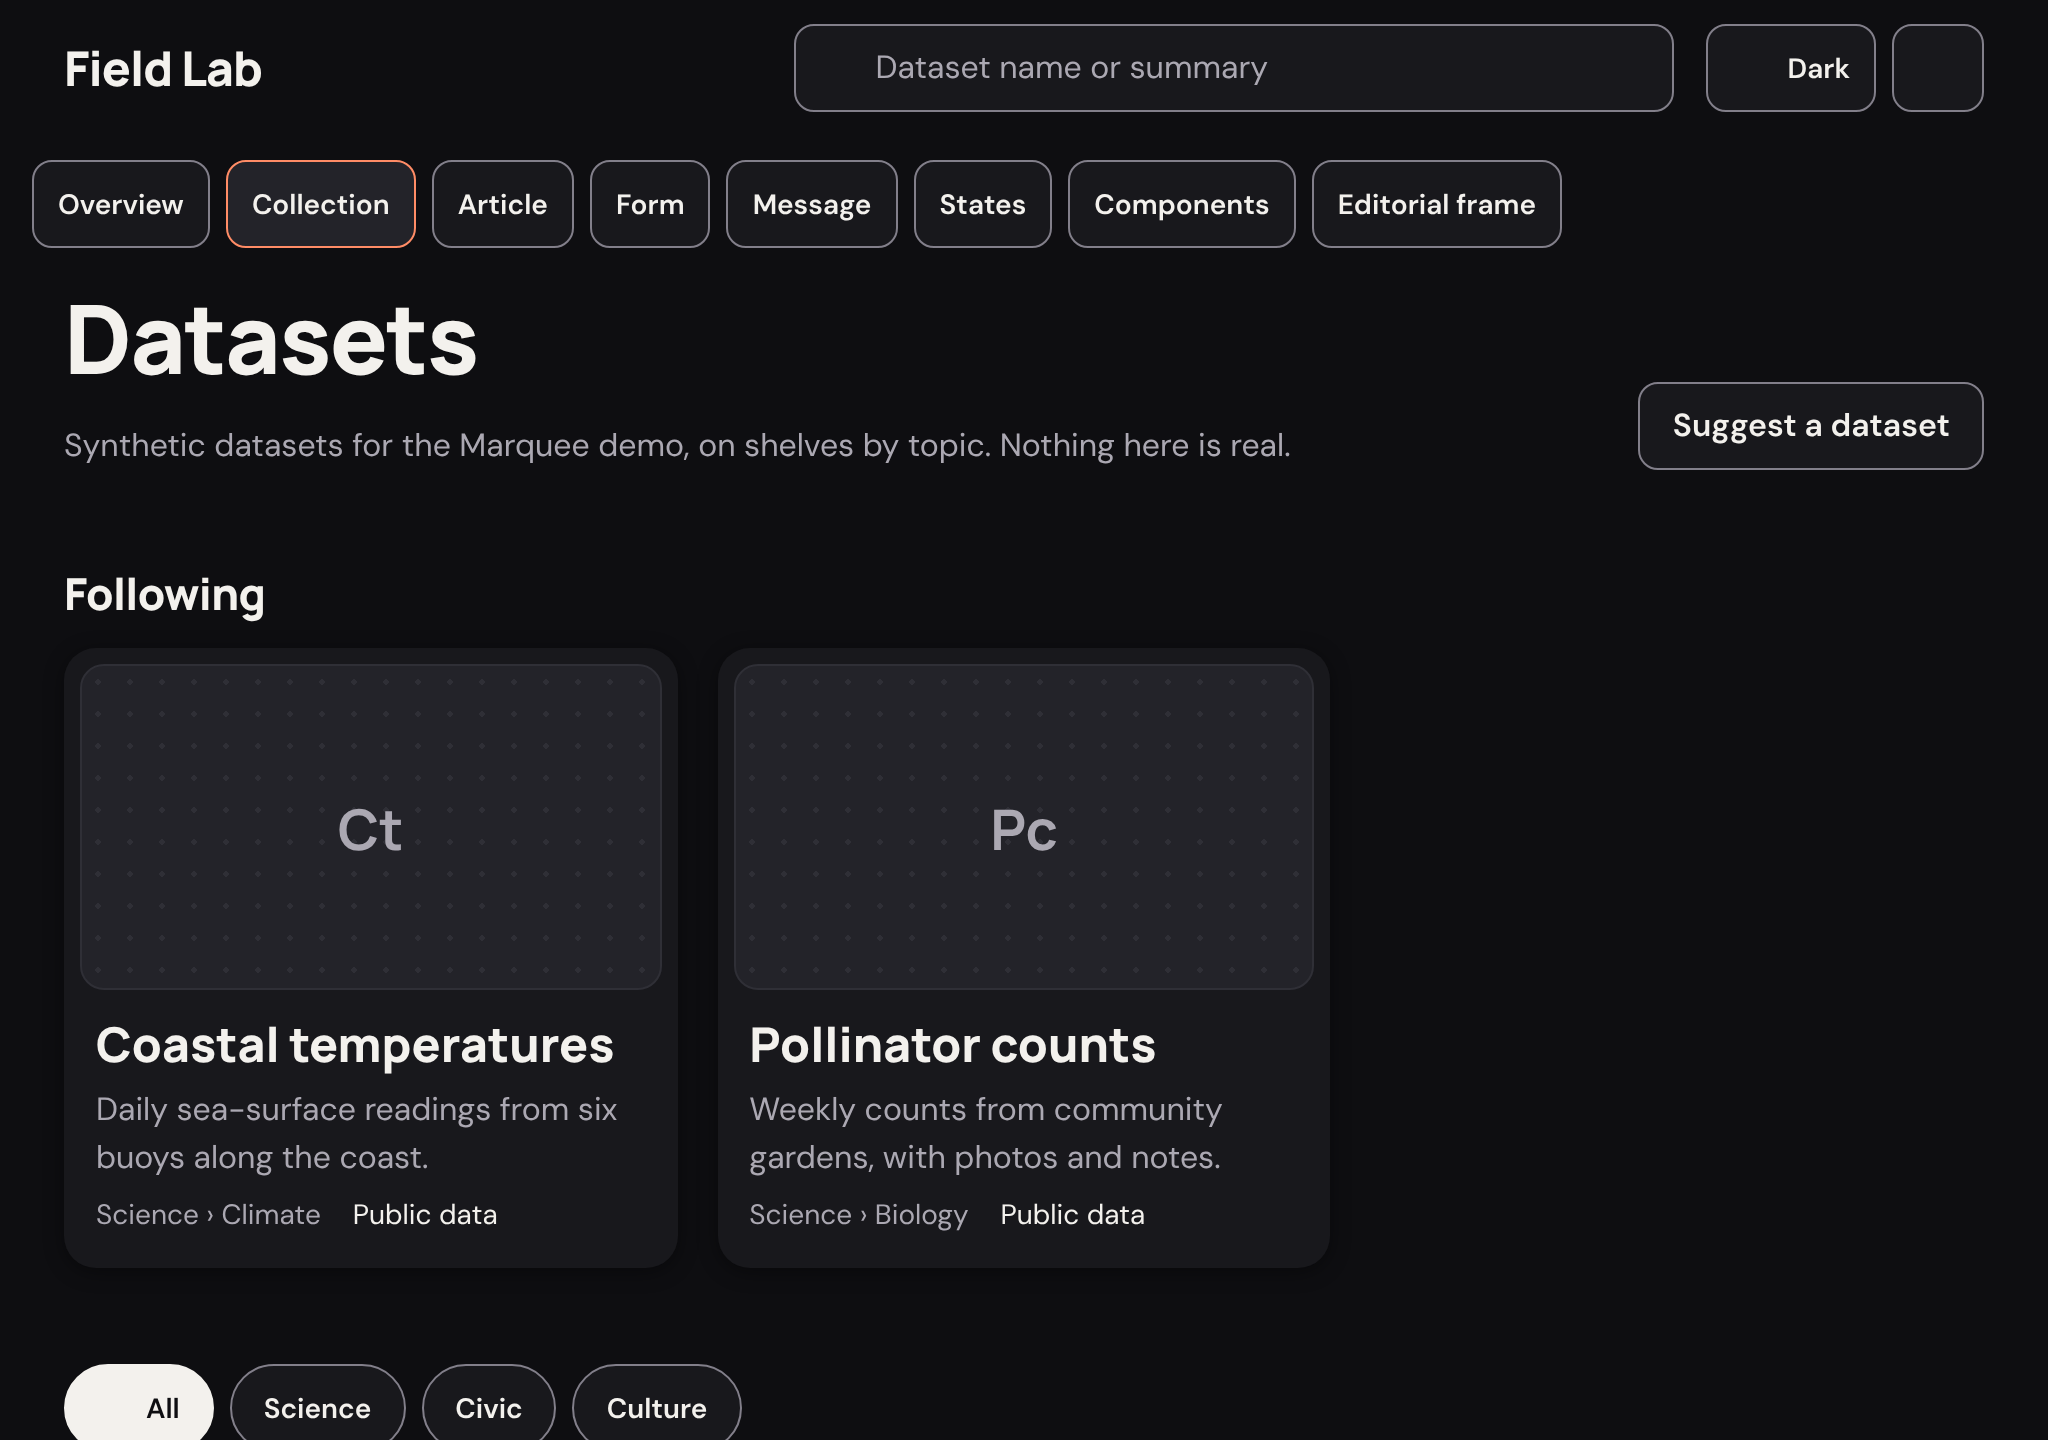 Field Lab
Dataset name or summary
Dark
Overview
Collection
Article
Form
Message
States
Components
Editorial frame
Datasets
Synthetic datasets for the Marquee demo, on shelves by topic. Nothing here is real.
Suggest a dataset
Following
Ct
Coastal temperatures
Daily sea-surface readings from six
buoys along the coast.
Science › Climate Public data
Pc
Pollinator counts
Weekly counts from community
gardens, with photos and notes.
Science › Biology Public data
All
Science
Civic
Culture